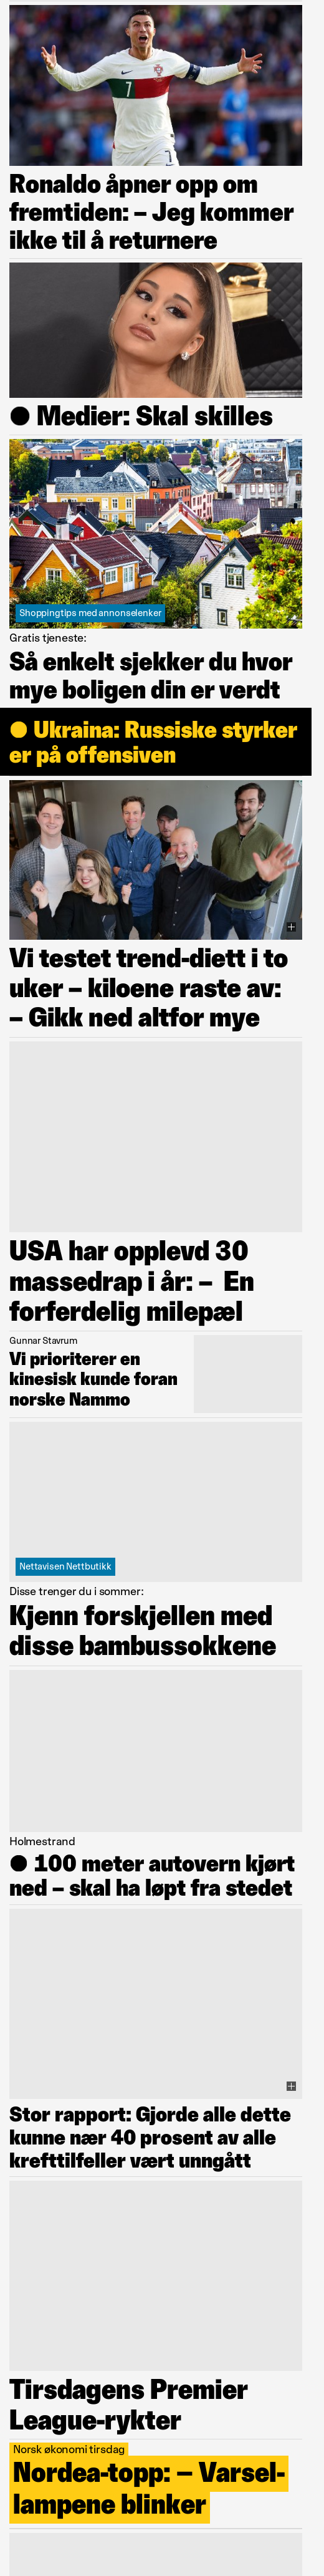 7
Ronaldo åpner opp om
fremtiden: – Jeg kommer
ikke til å returnere
● Medier: Skal skilles
Shoppingtips med annonselenker
Gratis tjeneste:
Så enkelt sjekker du hvor
mye boligen din er verdt
● Ukraina: Russiske styrker
er på offensiven
Vi testet trend-diett i to
uker – kiloene raste av:
– Gikk ned altfor mye
USA har opplevd 30
massedrap i år: – En
forferdelig milepæl
Gunnar Stavrum
Vi prioriterer en
kinesisk kunde foran
norske Nammo
Nettavisen Nettbutikk
Disse trenger du i sommer:
Kjenn forskjellen med
disse bambussokkene
Holmestrand
● 100 meter autovern kjørt
ned – skal ha løpt fra stedet
Stor rapport: Gjorde alle dette
kunne nær 40 prosent av alle
krefttilfeller vært unngått
Tirsdagens Premier
League-rykter
Norsk økonomi tirsdag
Nordea-topp: – Varsel-
lampene blinker